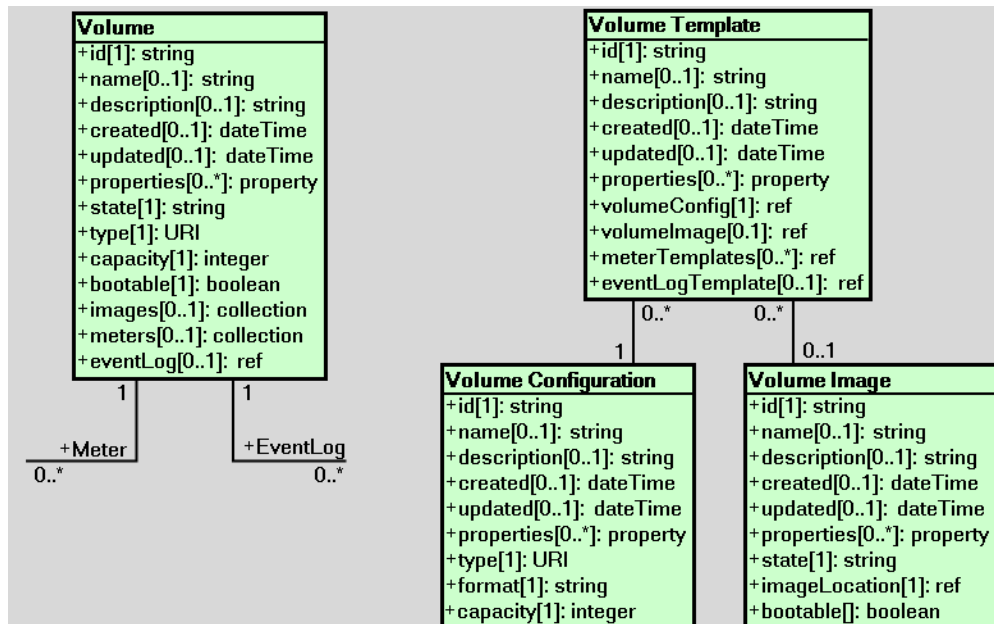 Volume
+id[1]: string
+name[0..1]: string
+description[0..1]: string
+created[0..1]: dateTime
+updated[0..1]: dateTime
+properties[0..*]: property
+state[1]: string
+type[1]: URI
+capacity[1]: integer
+bootable[1]: boolean
+images[0..1]: collection
+meters[0..1]: collection
+eventLog[0..1]: ref
1
1
+Meter
0..*
+EventLog
0..*
Volume Template
+id[1]: string
+name[0..1]: string
+description[0..1]: string
+created[0..1]: dateTime
+updated[0..1]: dateTime
+properties[0..*]: property
+volumeConfig[1]: ref
+volumeImage[0.1]: ref
+meterTemplates[0..*]: ref
+eventLogTemplate[0..1]: ref
0..*
0..*
1
0..1
Volume Configuration
+id[1]: string
+name[0..1]: string
+description[0..1]: string
+created[0..1]: dateTime
+updated[0..1]: dateTime
+properties[0..*]: property
+type[1]: URI
+format[1]: string
+capacity[1]: integer
Volume Image
+id[1]: string
+name[0..1]: string
+description[0..1]: string
+created[0..1]: dateTime
+updated[0..1]: dateTime
+properties[0..*]: property
+state[1]: string
+imageLocation[1]: ref
+bootable[]: boolean